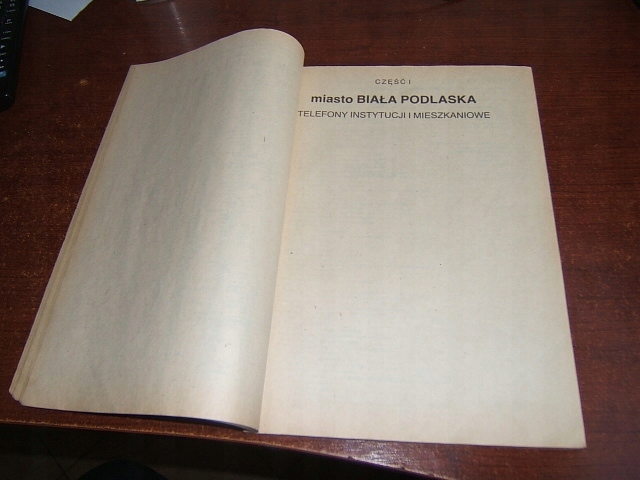 CZĘŚĆ I
miasto BIAŁA PODLASKA
TELEFONY INSTYTUCJI I MIESZKANIOWE